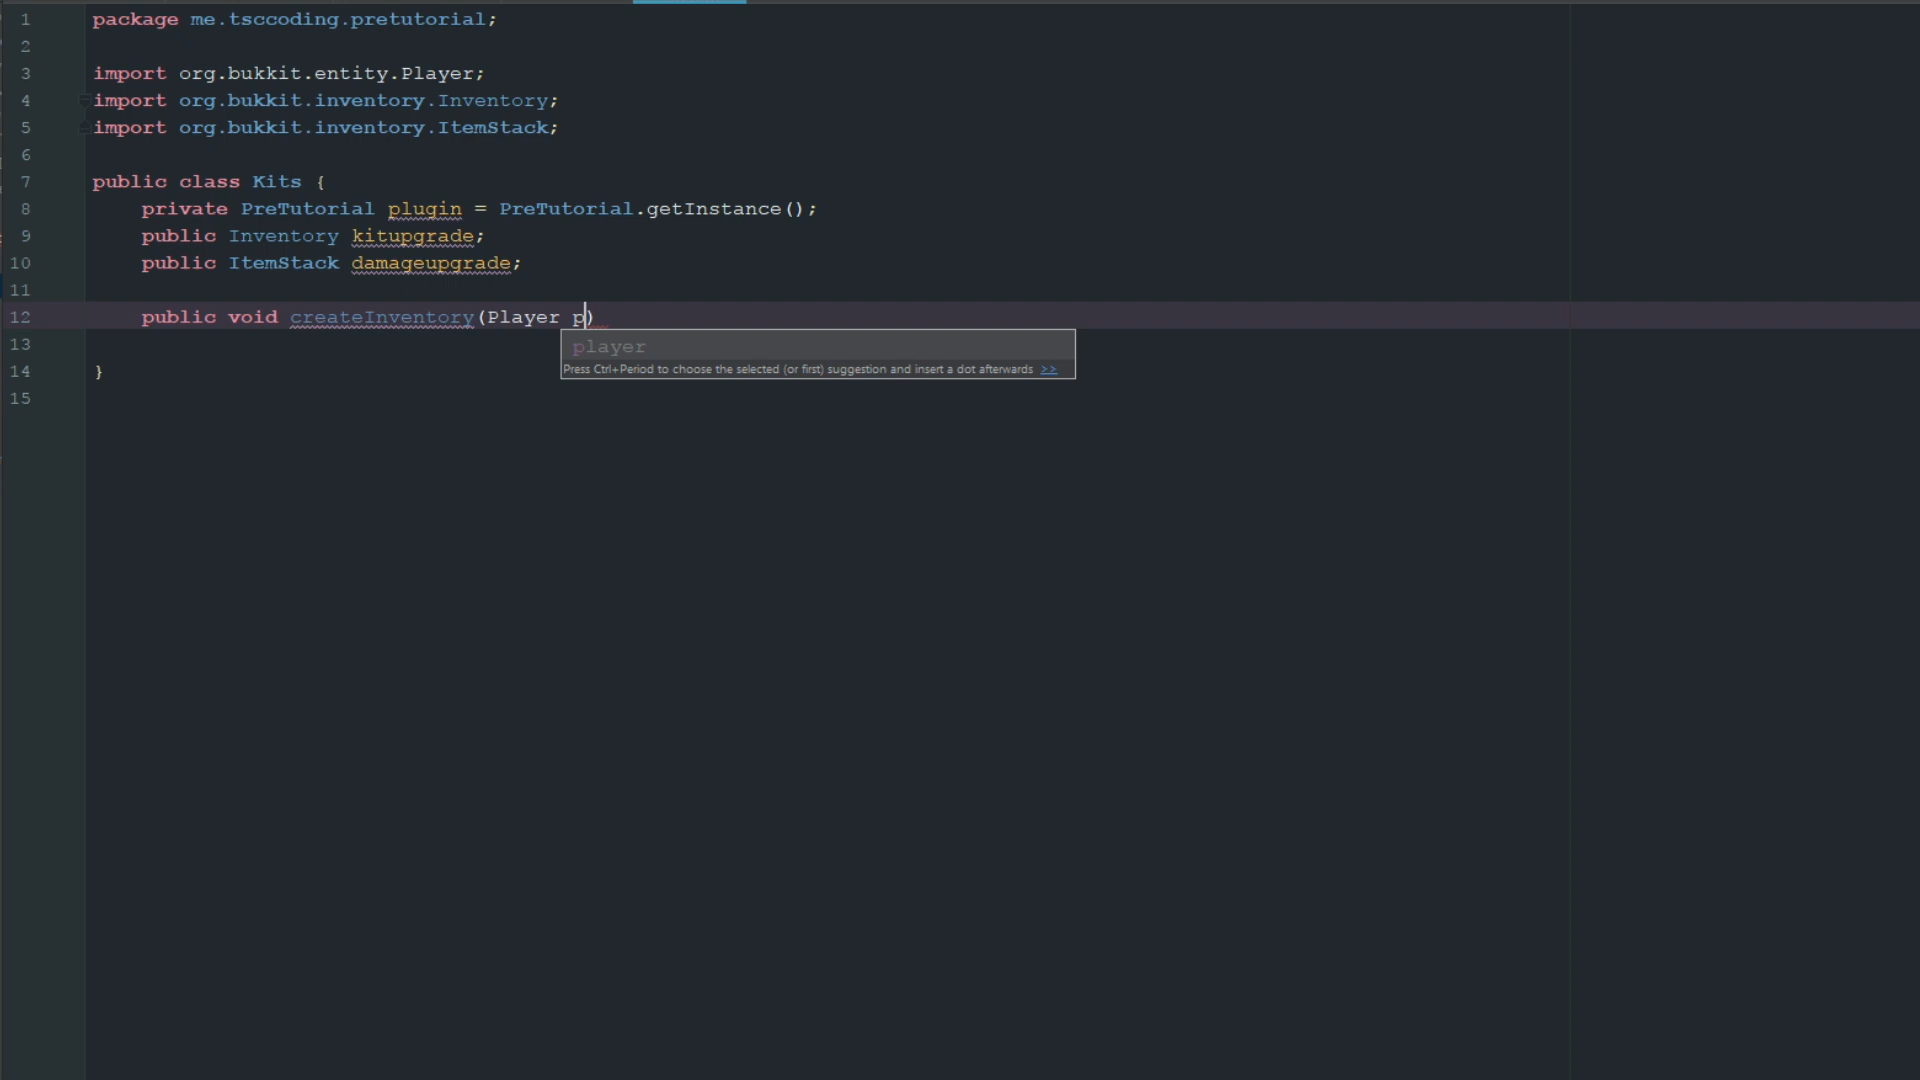 1 package me.tsccoding.pretutorial;
2
3 import org.bukkit.entity.Player;
4 import org.bukkit.inventory.Inventory;
5 import org.bukkit.inventory.ItemStack;
6
7 public class Kits {
8 private PreTutorial plugin = PreTutorial.getInstance();
9 public Inventory kitupgrade;
10 public ItemStack damageupgrade;
11
12 public void createInventory(Player p)
13
player
Press Ctrl+Period to choose the selected (or first) suggestion and insert a dot afterwards >>
14 }
15